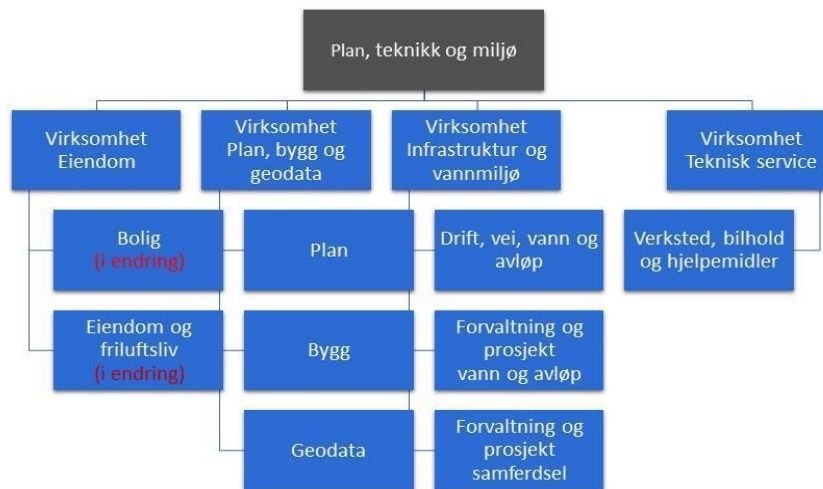 Plan, teknikk og miljø
Virksomhet
Eiendom
Virksomhet
Plan, bygg og
geodata
Virksomhet
Infrastruktur og
vannmiljø
Virksomhet
Teknisk service
Bolig
(i endring)
Plan
Drift, vei, vann og
avløp
Verksted, bilhold
og hjelpemidler
Eiendom og
friluftsliv
(i endring)
Bygg
Forvaltning og
prosjekt
vann og avløp
Geodata
Forvaltning og
prosjekt
samferdsel